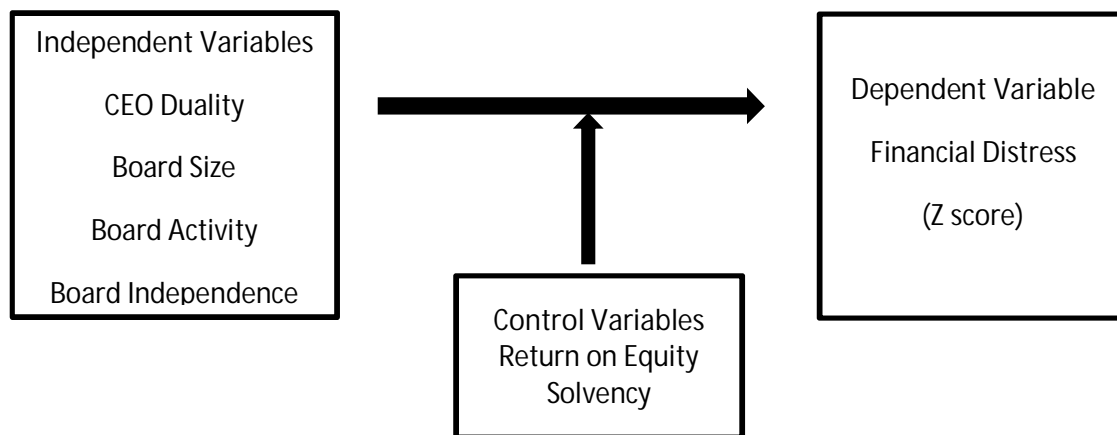 Independent Variables
CEO Duality
Board Size
Board Activity
Board Independence
Dependent Variable
Financial Distress
(Z score)
Control Variables
Return on Equity
Solvency